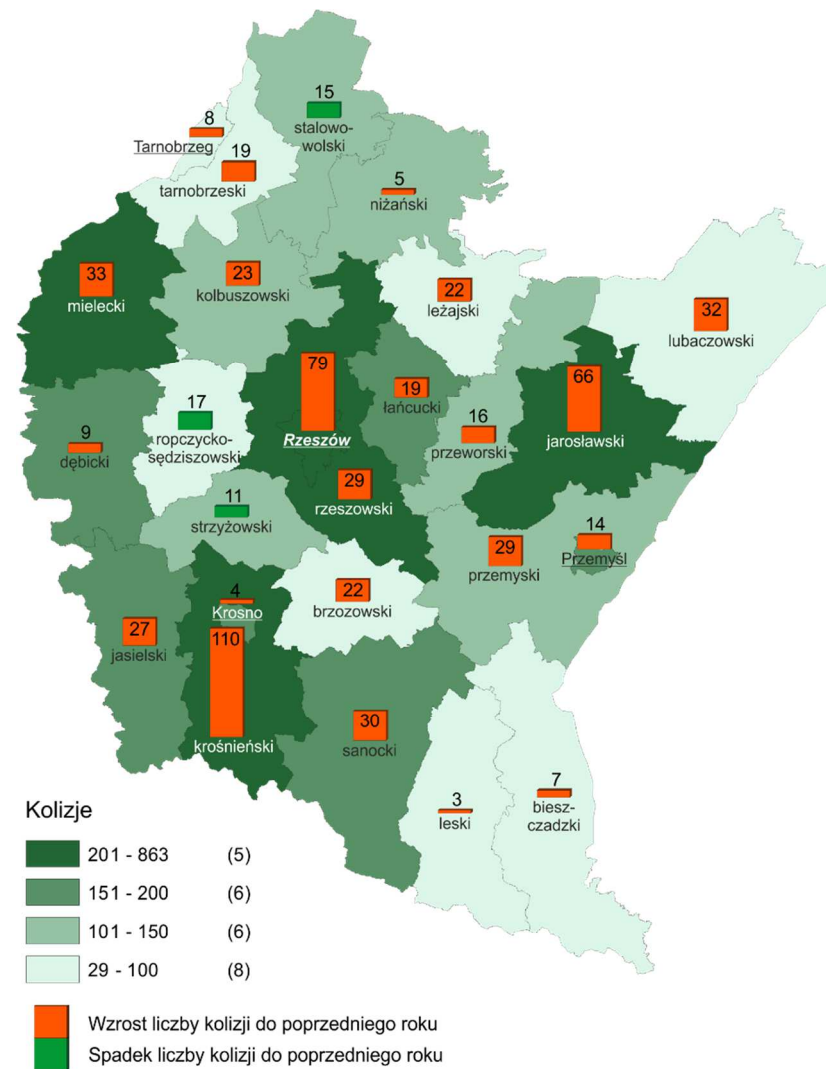 15
stalowo-
wolski
8
Tarnobrzeg
19
tarnobrzeski
5
niżański
33
mielecki
23
kolbuszowski
22
leżajski
32
lubaczowski
79
Rzeszów
19
łańcucki
66
jarosławski
17
ropczycko-
sędziszowski
9
dębicki
16
przeworski
29
rzeszowski
11
strzyżowski
14
Przemyśl
29
przemyski
22
brzozowski
4
Krosno
27
jasielski
110
krośnieński
30
sanocki
3
leski
7
biesz-
czadzki
Kolizje
201 - 863 (5)
151 - 200 (6)
101 - 150 (6)
29 - 100 (8)
Wzrost liczby kolizji do poprzedniego roku
Spadek liczby kolizji do poprzedniego roku